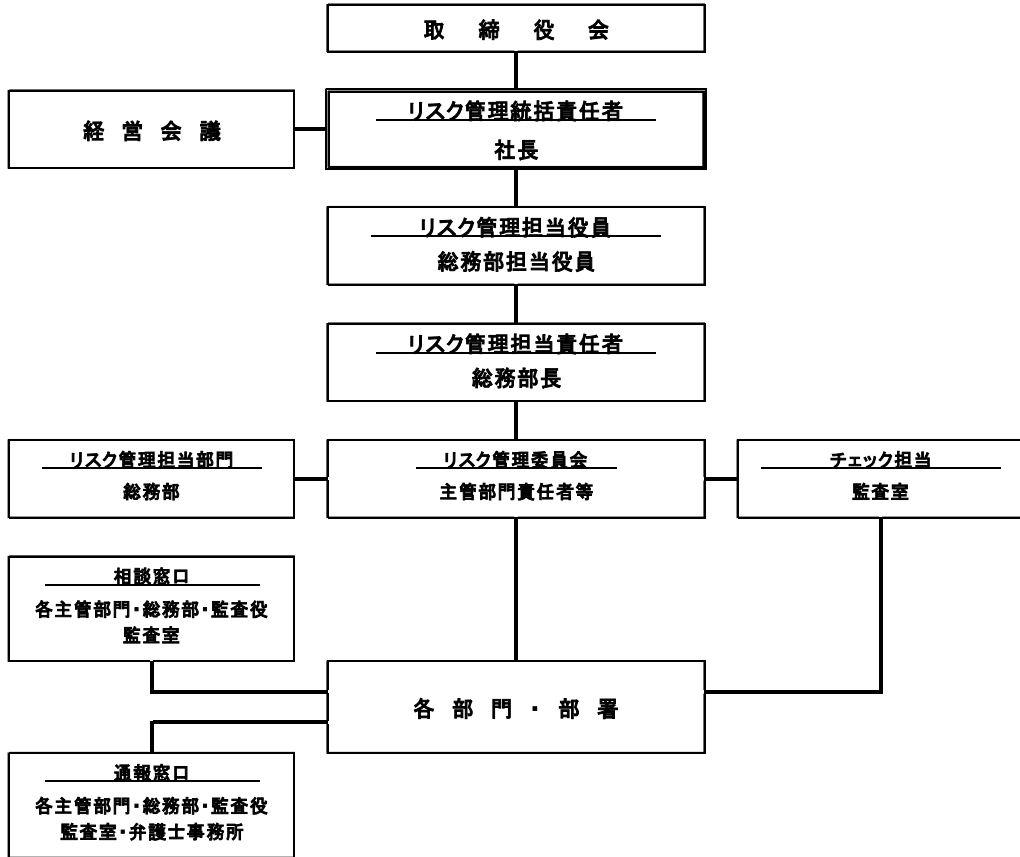 取 締 役 会
リスク管理統括責任者
社長
経 営 会 議
リスク管理担当役員
総務部担当役員
リスク管理担当責任者
総務部長
リスク管理担当部門
総務部
リスク管理委員会
主管部門責任者等
チェック担当
監査室
相談窓口
各主管部門・総務部・監査役
監査室
各 部 門 ・ 部 署
通報窓口
各主管部門・総務部・監査役
監査室・弁護士事務所